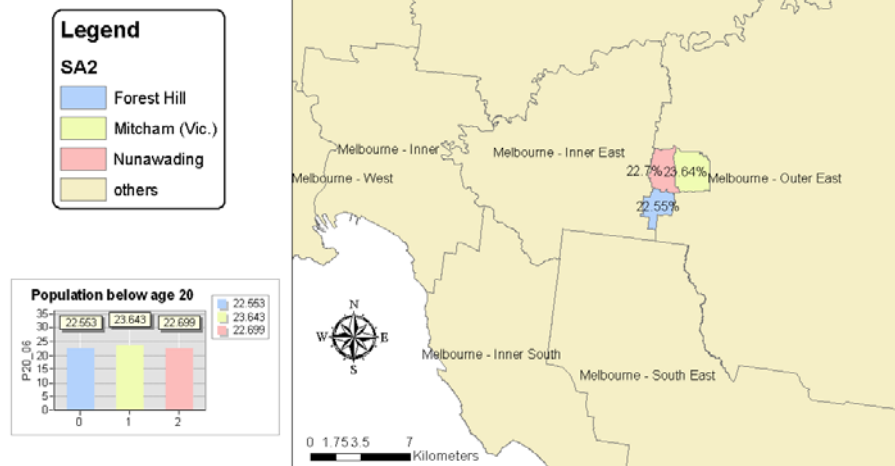 Legend
SA2
Forest Hill
Mitcham (Vic.)
Nunawading
others
Population below age 20
22.553
23.643
22.699
P20_06
35
30
25
20
15
10
5
0
22.553
23.643
22.699
0 1 2
Melbourne - Inner
Melbourne - Inner East
Melbourne - West
22.7%
23.64%
Melbourne - Outer East
22.55%
N
W E
S
Melbourne - Inner South
Melbourne - South East
0 1.75 3.5 7
Kilometers